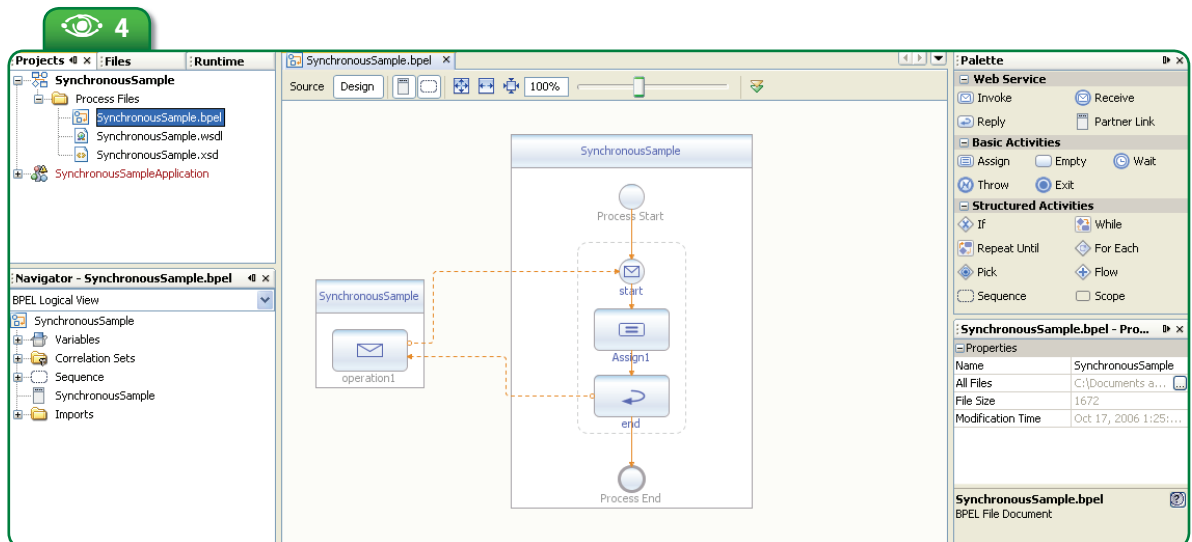 4
Projects Files Runtime
SynchronousSample
Process Files
SynchronousSample.bpel
SynchronousSample.wsdl
SynchronousSample.xsd
SynchronousSampleApplication
Navigator - SynchronousSample.bpel
BPEL Logical View
SynchronousSample
Variables
Correlation Sets
Sequence
SynchronousSample
Imports
SynchronousSample.bpel
Source Design 100%
SynchronousSample
Process Start
start
Assign1
end
Process End
SynchronousSample
operation1
Palette
Web Service
Invoke Receive
Reply Partner Link
Basic Activities
Assign Empty Wait
Throw Exit
Structured Activities
If While
Repeat Until For Each
Pick Flow
Sequence Scope
SynchronousSample.bpel - Pro...
Properties
Name SynchronousSample
All Files C:\Documents a... ...
File Size 1672
Modification Time Oct 17, 2006 1:25:...
SynchronousSample.bpel
BPEL File Document